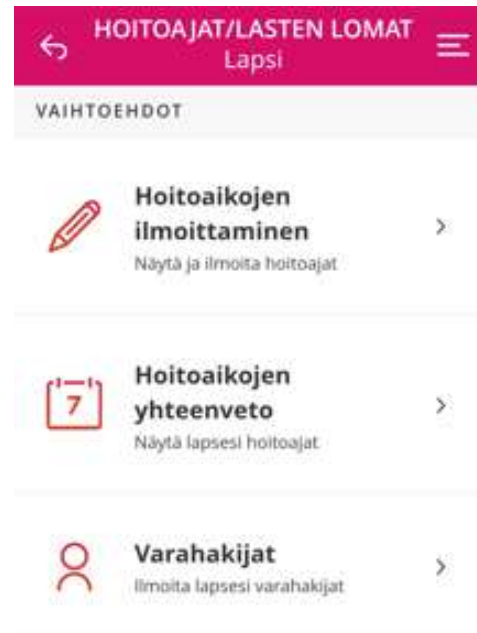 HOITOAJAT/LASTEN LOMAT
Lapsi
VAIHTOEHDOT
Hoitoaikojen
ilmoittaminen
Näytä ja ilmoita hoitoajat
7
Hoitoaikojen
yhteenveto
Näytä lapsesi hoitoajat
Varahakijat
Ilmoita lapsesi varahakijat